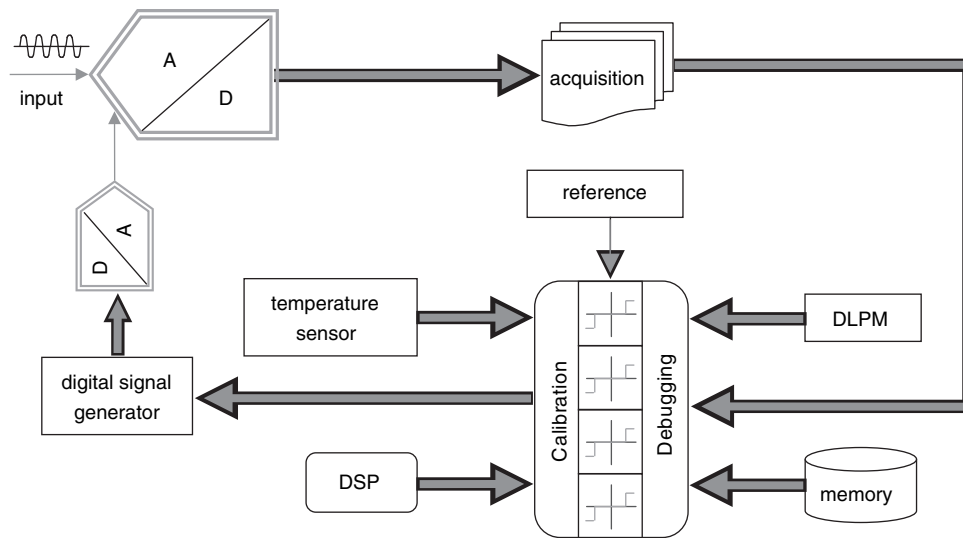 A
D
input
acquisition
reference
A
D
temperature
sensor
DLPM
digital signal
generator
Calibration
Debugging
DSP
memory